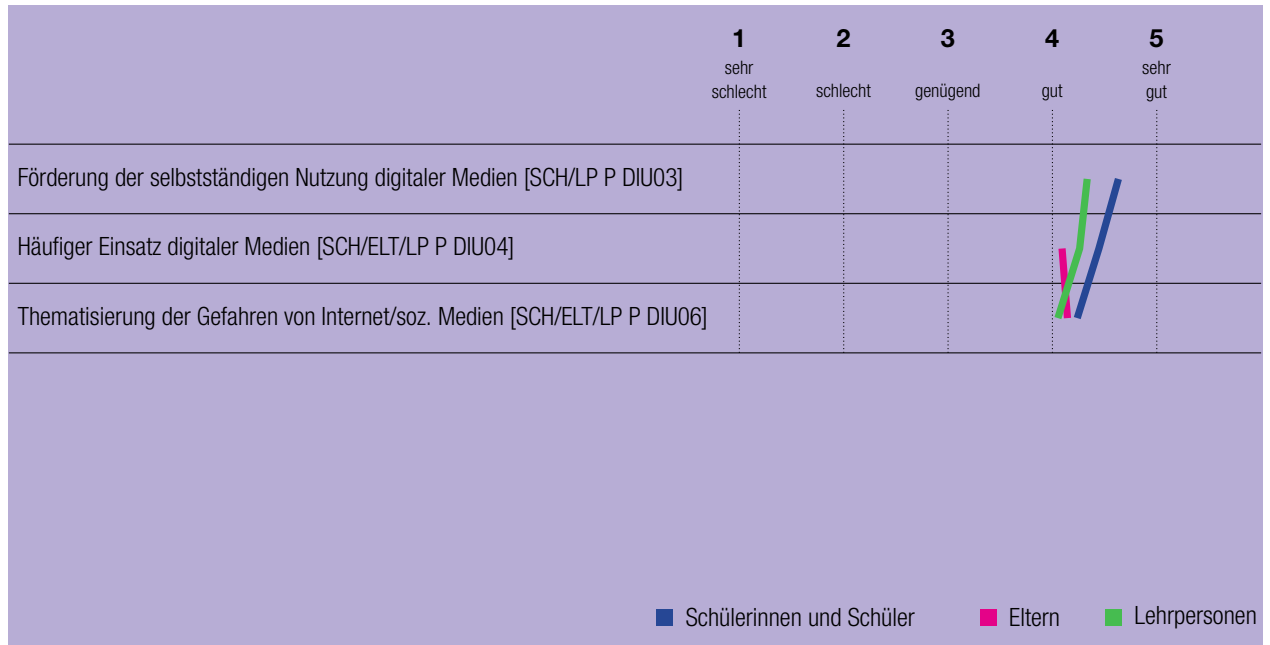 1 2 3 4 5
sehr schlecht schlecht genügend gut sehr gut
Förderung der selbstständigen Nutzung digitaler Medien [SCH/LP P DIU03]
Häufiger Einsatz digitaler Medien [SCH/ELT/LP P DIU04]
Thematisierung der Gefahren von Internet/soz. Medien [SCH/ELT/LP P DIU06]
Schülerinnen und Schüler Eltern Lehrpersonen